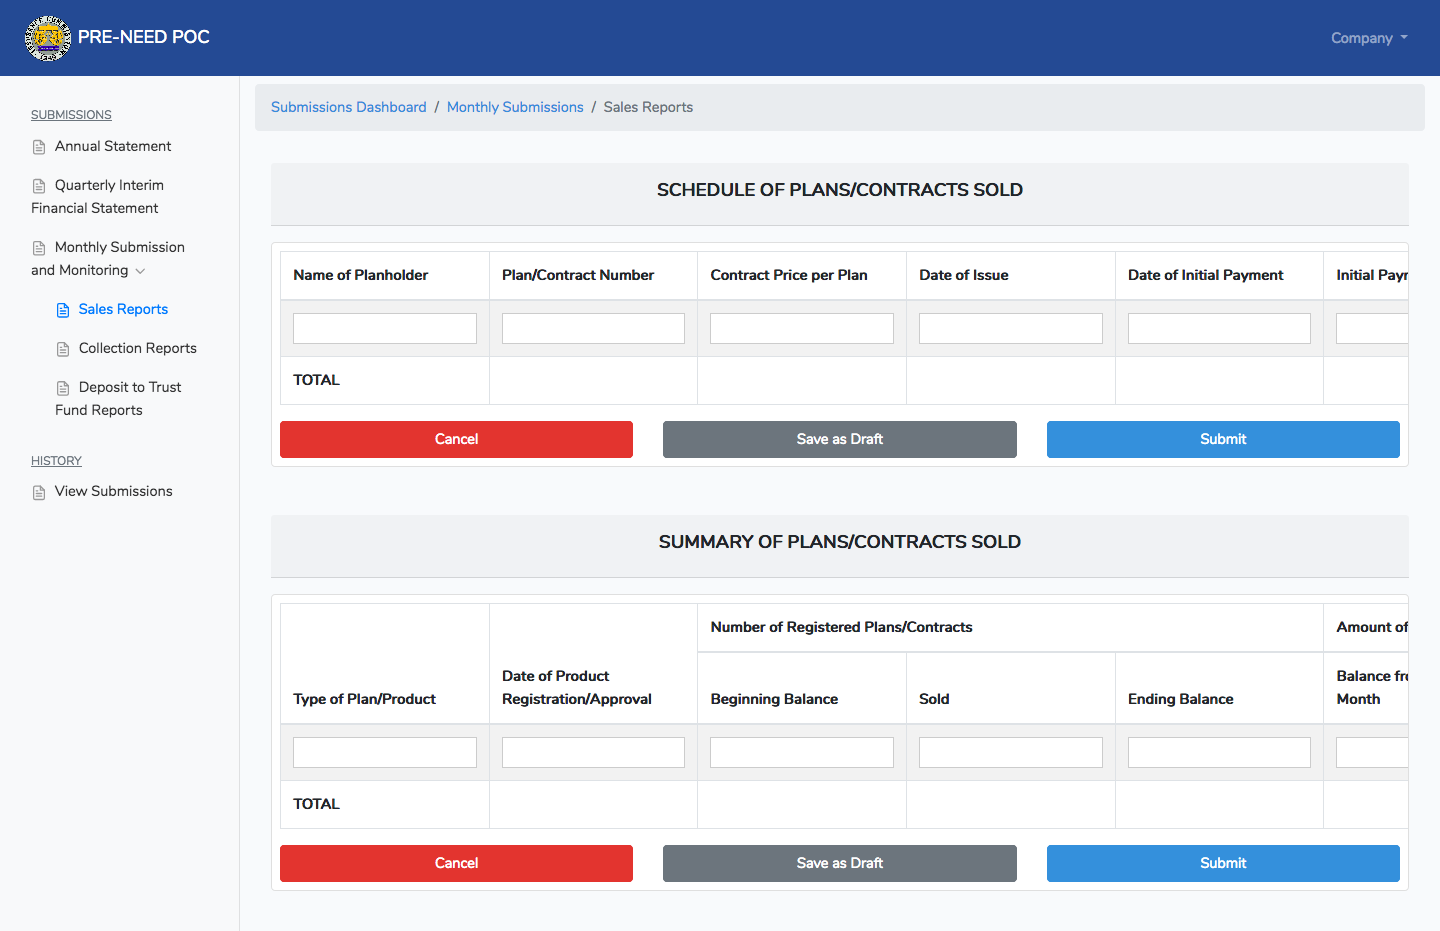 PRE-NEED POC
Company
SUBMISSIONS
Annual Statement
Quarterly Interim
Financial Statement
Monthly Submission
and Monitoring
Sales Reports
Collection Reports
Deposit to Trust
Fund Reports
HISTORY
View Submissions
Submissions Dashboard / Monthly Submissions / Sales Reports
SCHEDULE OF PLANS/CONTRACTS SOLD
Name of Planholder Plan/Contract Number Contract Price per Plan Date of Issue Date of Initial Payment Initial
TOTAL
Cancel Save as Draft Submit
SUMMARY OF PLANS/CONTRACTS SOLD
Number of Registered Plans/Contracts Amount of
Type of Plan/Product
Date of Product
Registration/Approval
Beginning Balance Sold Ending Balance
Balance
Month
TOTAL
Cancel Save as Draft Submit